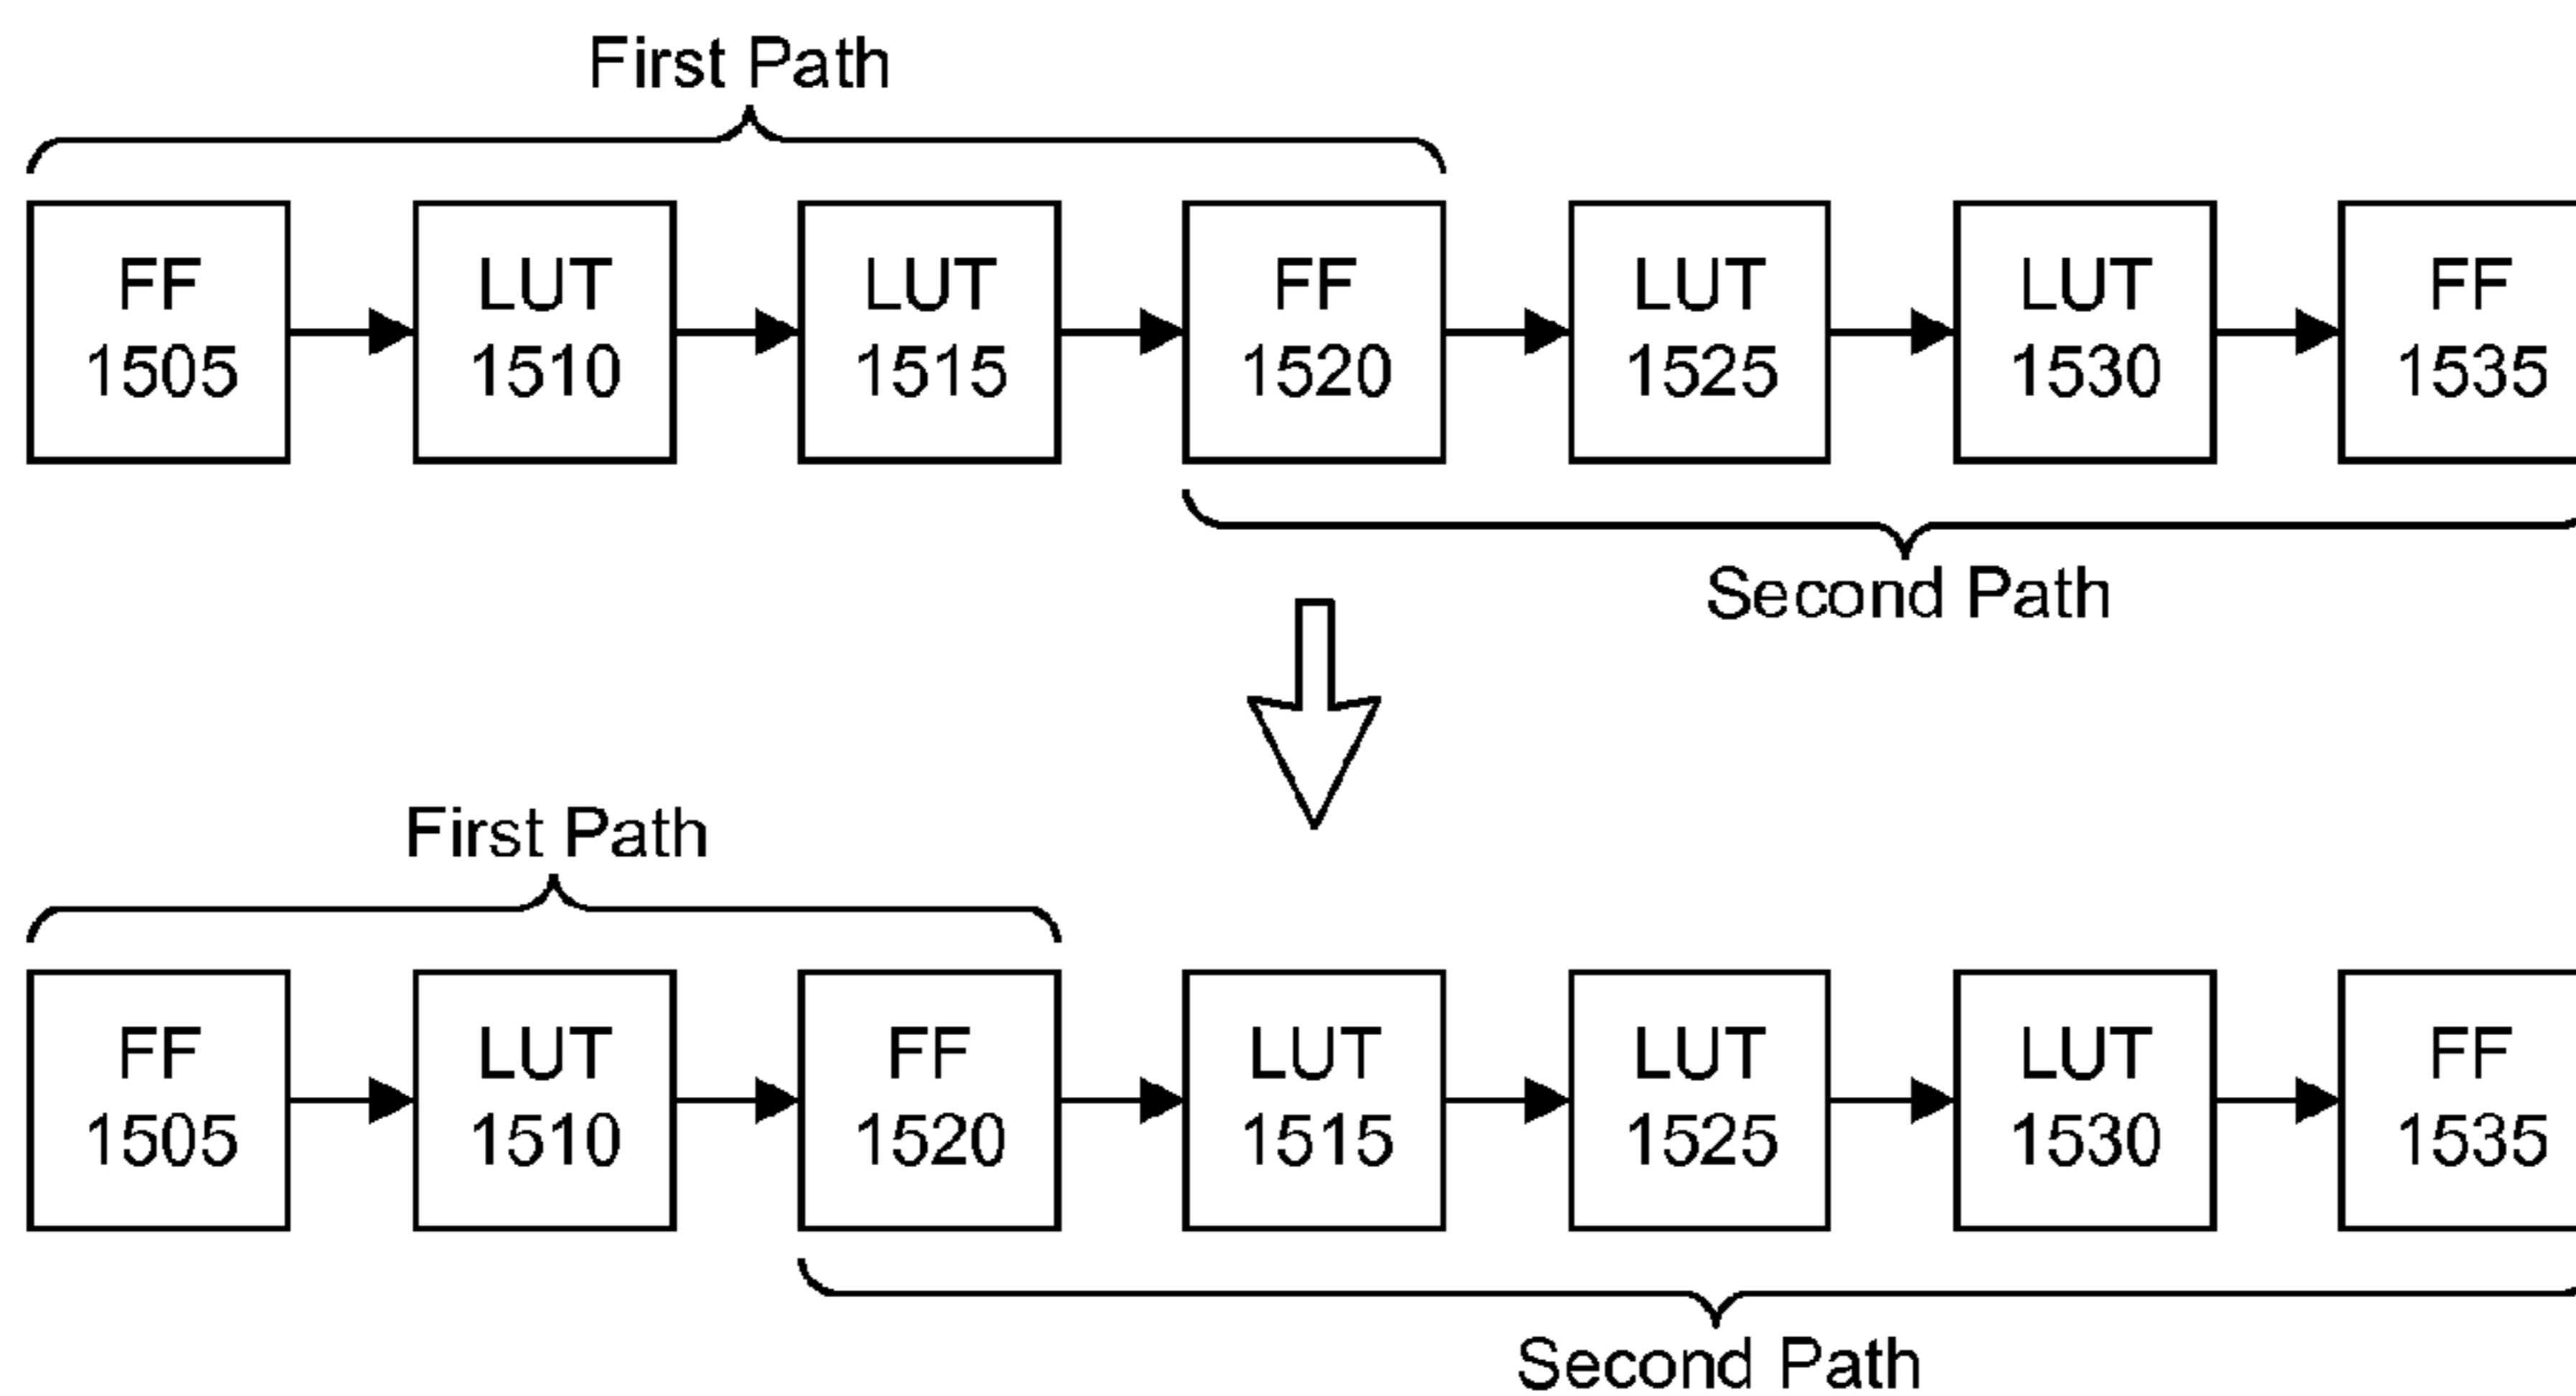 First Path
FF LUT LUT FF LUT LUT FF
1505 1510 1515 1520 1525 1530 1535
Second Path
First Path
FF LUT FF LUT LUT LUT FF
1505 1510 1520 1515 1525 1530 1535
Second Path